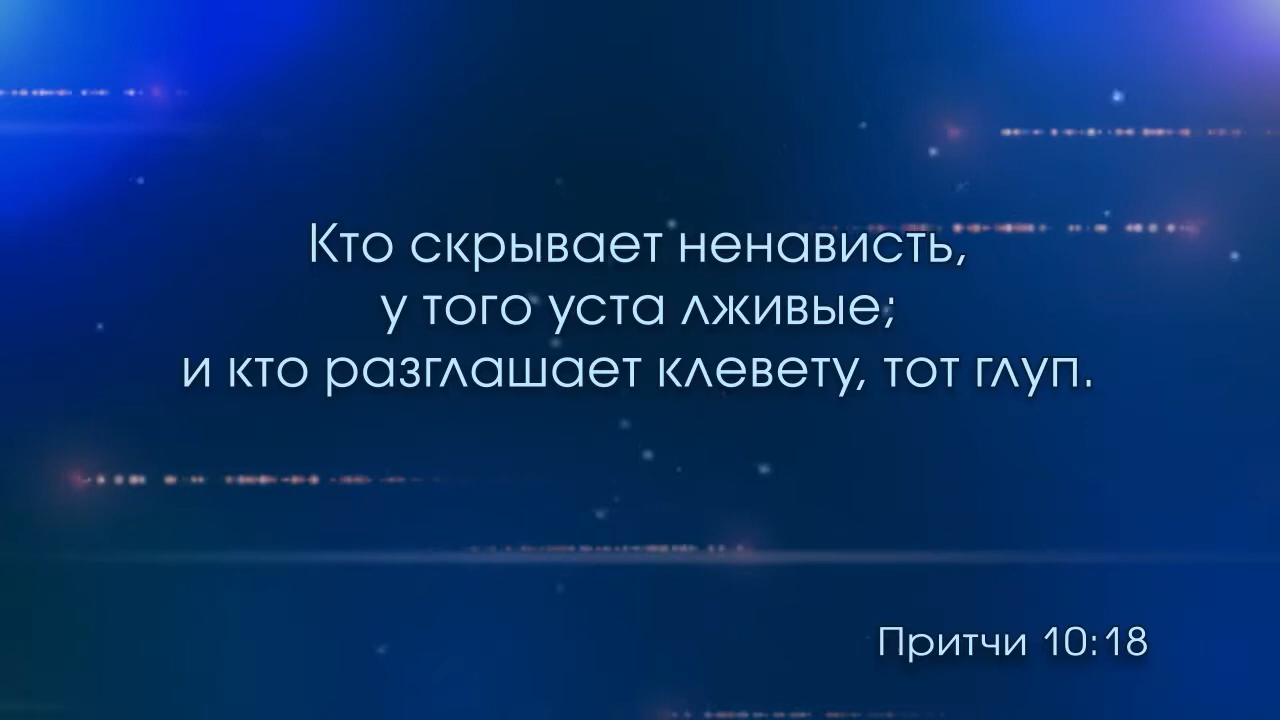 Кто скрывает ненависть,
у того уста лживые;
и кто разглашает клевету, тот глуп.
Притчи 10:18